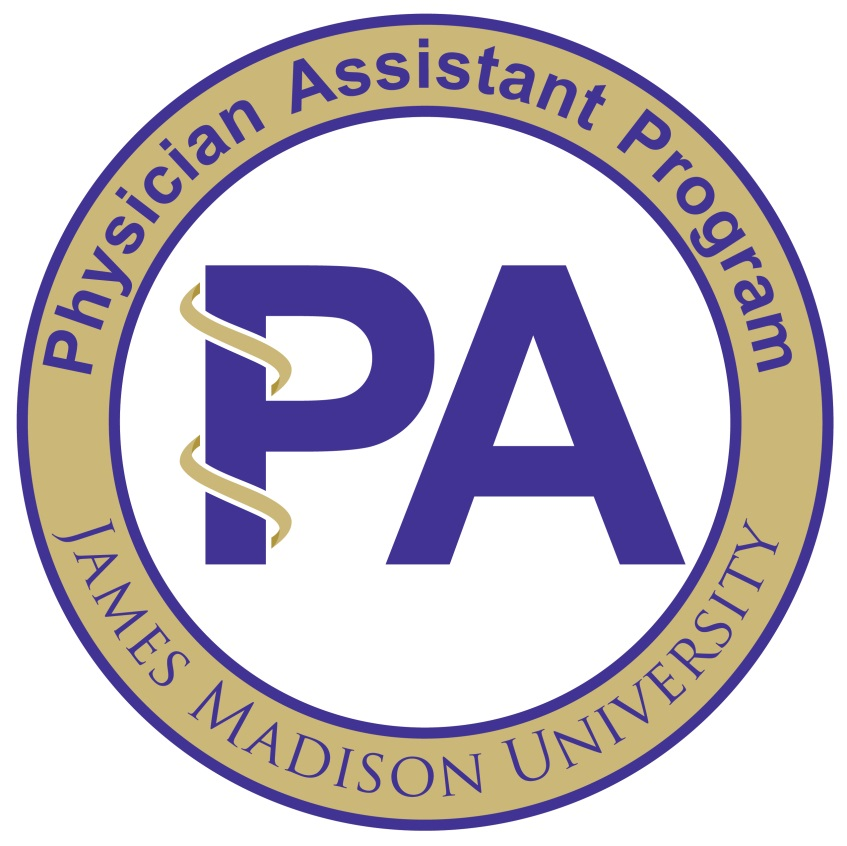 Physician Assistant Program
PA
James Madison University